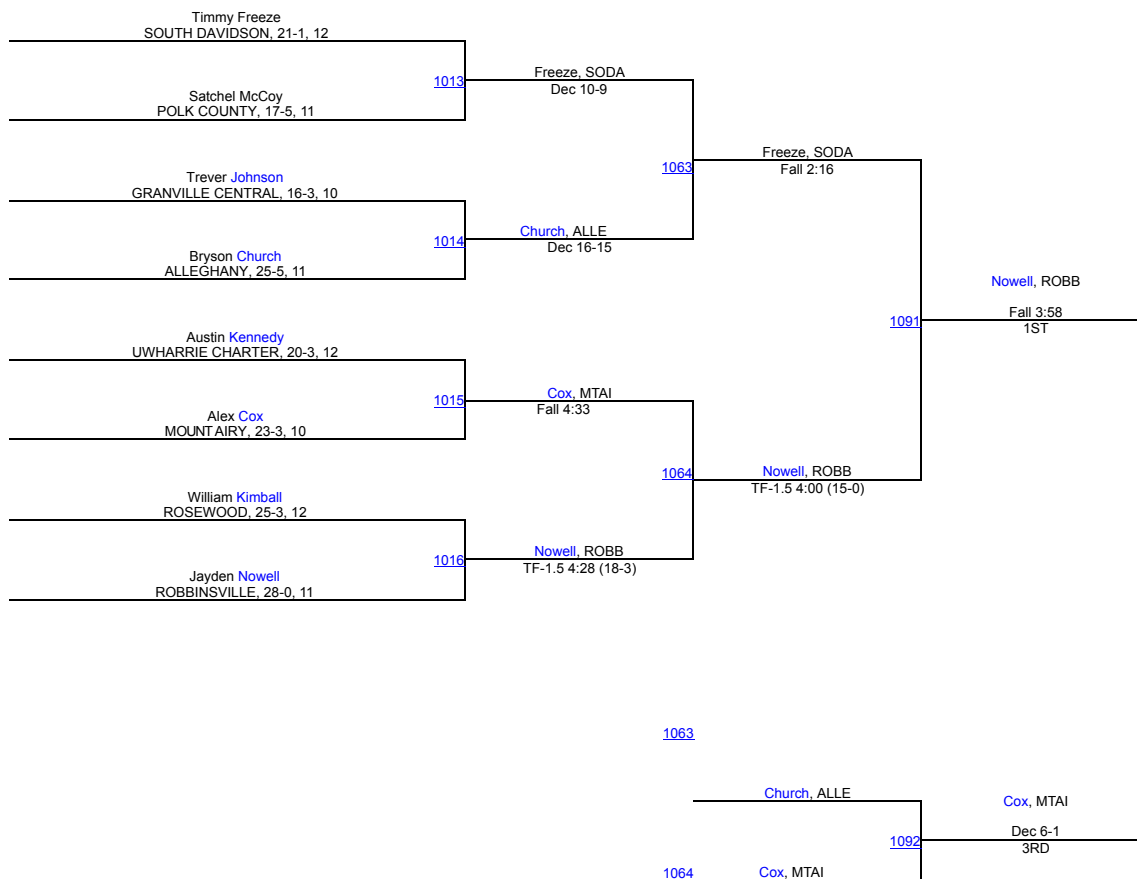 Timmy Freeze
SOUTH DAVIDSON, 21-1, 12
1013
Freeze, SODA
Dec 10-9
Satchel McCoy
POLK COUNTY, 17-5, 11
1063
Freeze, SODA
Fall 2:16
Trever Johnson
GRANVILLE CENTRAL, 16-3, 10
1014
Church, ALLE
Dec 16-15
Bryson Church
ALLEGHANY, 25-5, 11
1091
Nowell, ROBB
Fall 3:58
1ST
Austin Kennedy
UWHARRIE CHARTER, 20-3, 12
1015
Cox, MTAI
Fall 4:33
Alex Cox
MOUNT AIRY, 23-3, 10
1064
Nowell, ROBB
TF-1.5 4:00 (15-0)
William Kimball
ROSEWOOD, 25-3, 12
1016
Nowell, ROBB
TF-1.5 4:28 (18-3)
Jayden Nowell
ROBBINSVILLE, 28-0, 11
1063
Church, ALLE
1092
Cox, MTAI
Dec 6-1
3RD
1064
Cox, MTAI